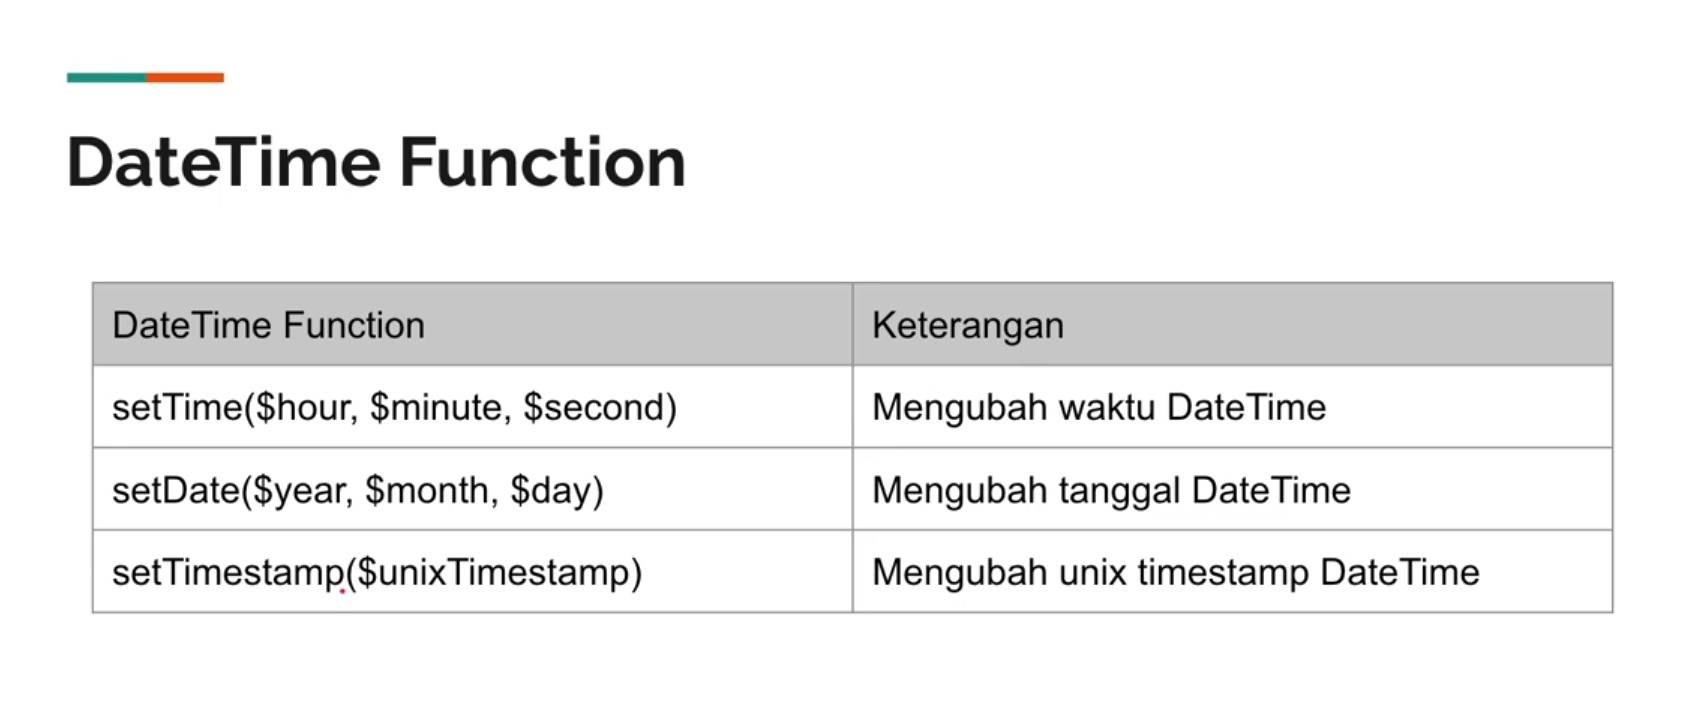 DateTime Function
DateTime Function Keterangan
setTime($hour, $minute, $second) Mengubah waktu DateTime
setDate($year, $month, $day) Mengubah tanggal DateTime
setTimestamp($unixTimestamp) Mengubah unix timestamp DateTime